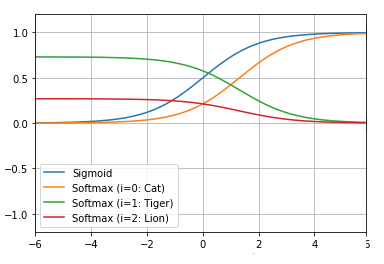 1.0
0.5
0.0
−0.5
−1.0
Sigmoid
Softmax (i=0: Cat)
Softmax (i=1: Tiger)
Softmax (i=2: Lion)
−6 −4 −2 0 2 4 6